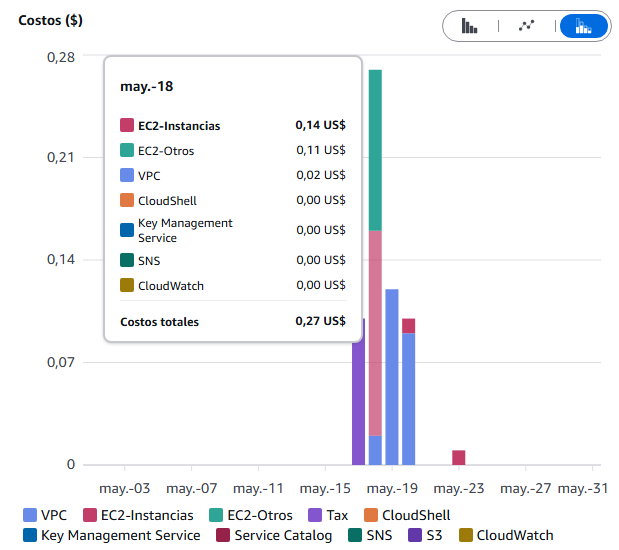 Costos ($)
0,28
may.-18
EC2-Instancias 0,14 US$
0,21
EC2-Otros 0,11 US$
VPC 0,02 US$
CloudShell 0,00 US$
Key Management
Service 0,00 US$
0,14
SNS 0,00 US$
CloudWatch 0,00 US$
Costos totales 0,27 US$
0,07
0
may.-03 may.-07 may.-11 may.-15 may.-19 may.-23 may.-27 may.-31
VPC EC2-Instancias EC2-Otros Tax CloudShell
Key Management Service Service Catalog SNS S3 CloudWatch